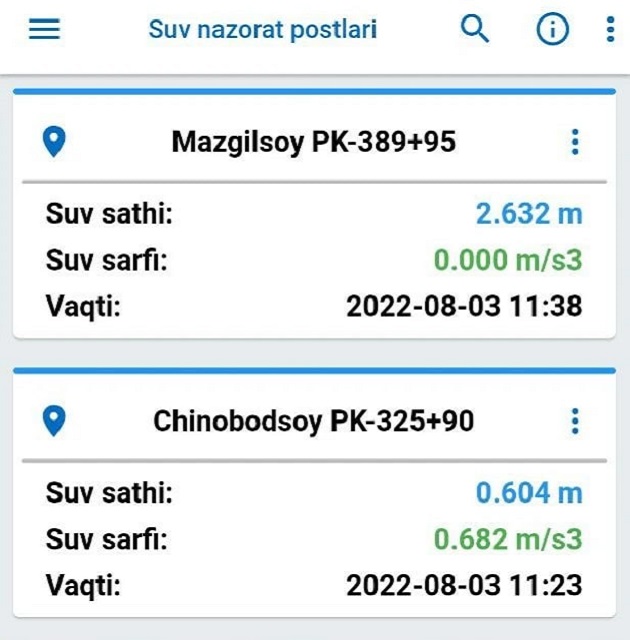 Suv nazorat postlari
Mazgilsoy PK-389+95
Suv sathi: 2.632 m
Suv sarfi: 0.000 m/s3
Vaqti: 2022-08-03 11:38
Chinobodsoy PK-325+90
Suv sathi: 0.604 m
Suv sarfi: 0.682 m/s3
Vaqti: 2022-08-03 11:23